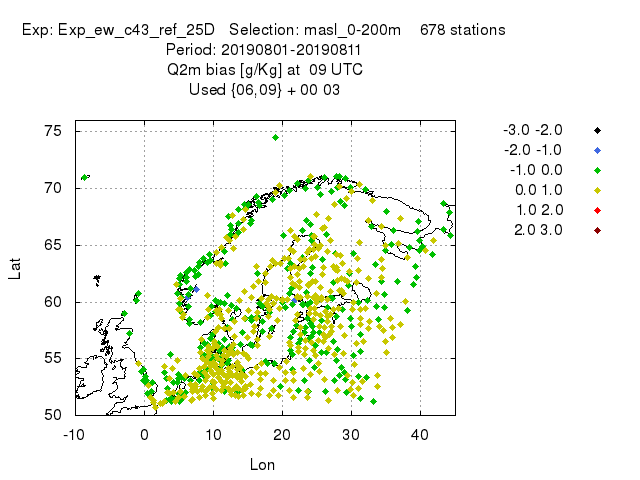 Exp: Exp_ew_c43_ref_25D Selection: masl_0-200m 678 stations
Period: 20190801-20190811
Q2m bias [g/Kg] at 09 UTC
Used {06,09} + 00 03
75
70
65
60
55
50
-10 0 10 20 30 40
Lat
Lon
-3.0 -2.0
-2.0 -1.0
-1.0 0.0
0.0 1.0
1.0 2.0
2.0 3.0